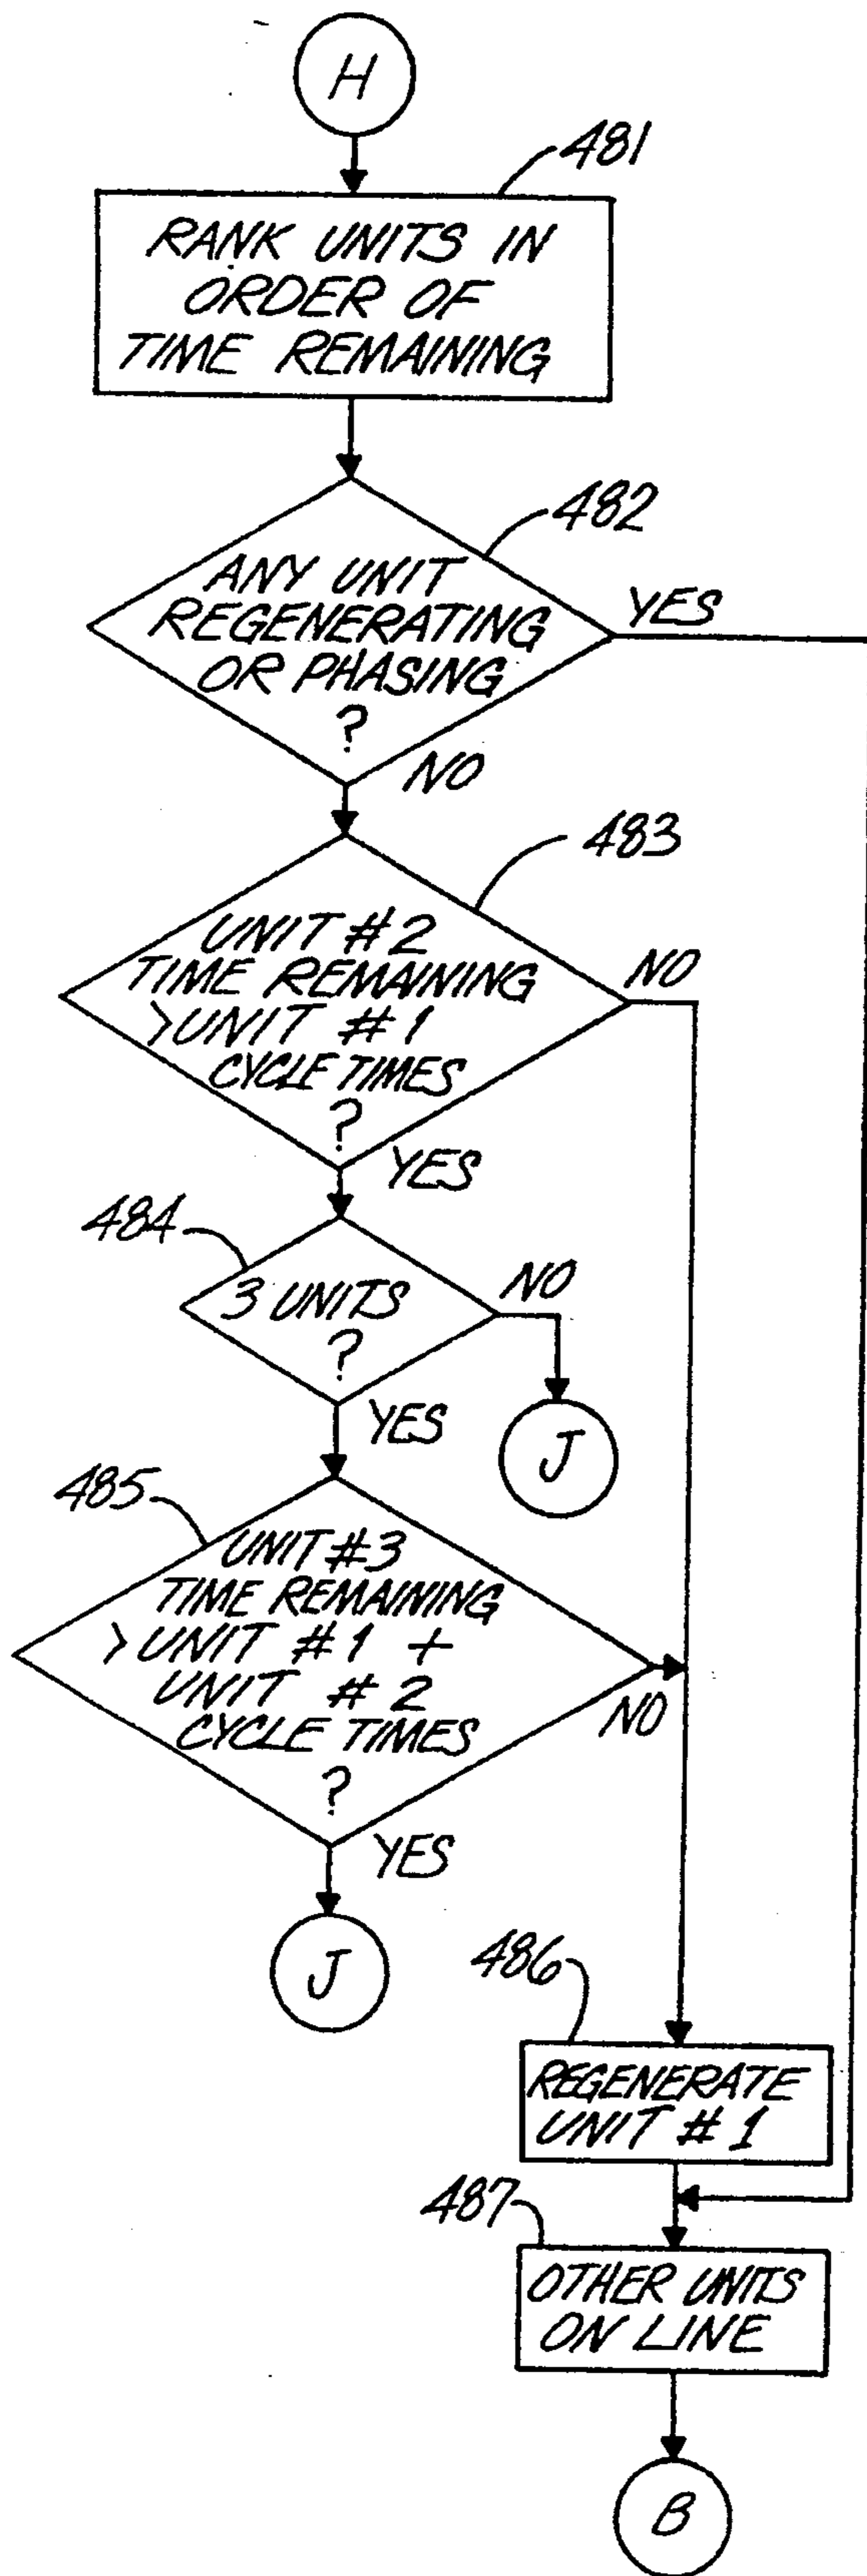 H
481
RANK UNITS IN
ORDER OF
TIME REMAINING
482
ANY UNIT
REGENERATING
OR PHASING
?
YES
NO
483
UNIT #2
TIME REMAINING
>UNIT #1
CYCLE TIMES
?
NO
YES
484
3 UNITS
?
NO
YES
J
485
UNIT #3
TIME REMAINING
>UNIT #1 +
UNIT #2
CYCLE TIMES
?
NO
YES
J
486
REGENERATE
UNIT #1
487
OTHER UNITS
ON LINE
B